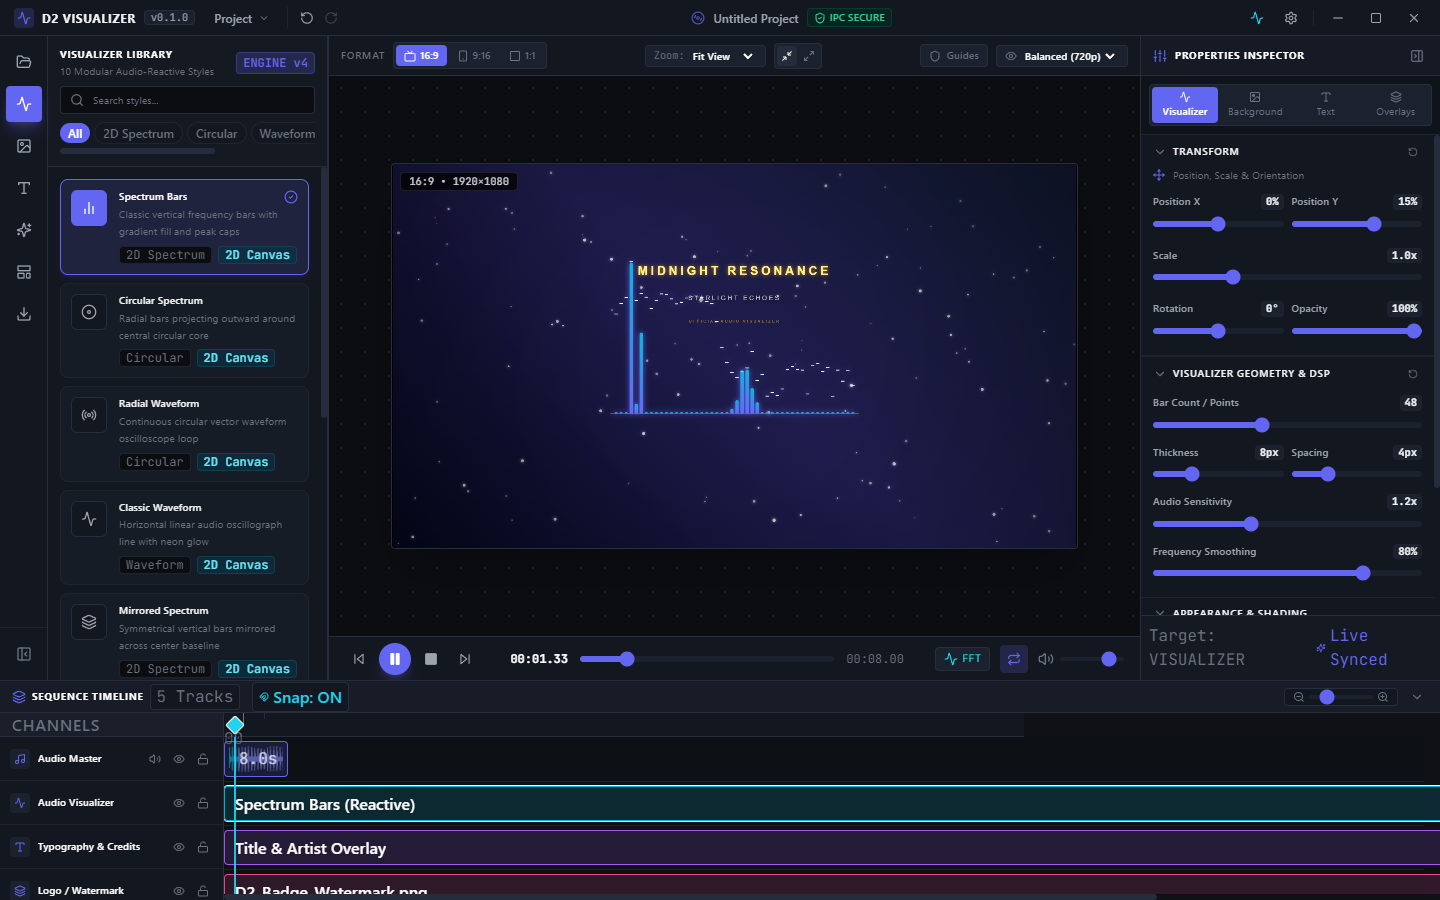 D2 VISUALIZER
v0.1.0
Project
Untitled Project
IPC SECURE
VISUALIZER LIBRARY
10 Modular Audio-Reactive Styles
ENGINE v4
Search styles...
All
2D Spectrum
Circular
Waveform
Spectrum Bars
Classic vertical frequency bars with
gradient fill and peak caps
2D Spectrum
2D Canvas
Circular Spectrum
Radial bars projecting outward around
central circular core
Circular
2D Canvas
Radial Waveform
Continuous circular vector waveform
oscilloscope loop
Circular
2D Canvas
Classic Waveform
Horizontal linear audio oscillograph
line with neon glow
Waveform
2D Canvas
Mirrored Spectrum
Symmetrical vertical bars mirrored
across center baseline
2D Spectrum
2D Canvas
FORMAT
16:9
9:16
1:1
Zoom:
Fit View
Guides
Balanced (720p)
16:9 • 1920×1080
MIDNIGHT RESONANCE
STARLIGHT ECHOES
OFFICIAL AUDIO VISUALIZER
00:01.33
00:08.00
FFT
PROPERTIES INSPECTOR
Visualizer
Background
Text
Overlays
TRANSFORM
Position, Scale & Orientation
Position X
0%
Position Y
15%
Scale
1.0x
Rotation
0°
Opacity
100%
VISUALIZER GEOMETRY & DSP
Bar Count / Points
48
Thickness
8px
Spacing
4px
Audio Sensitivity
1.2x
Frequency Smoothing
80%
APPEARANCE & SHADING
Target:
VISUALIZER
Live
Synced
SEQUENCE TIMELINE
5 Tracks
Snap: ON
CHANNELS
Audio Master
8.0s
Audio Visualizer
Spectrum Bars (Reactive)
Typography & Credits
Title & Artist Overlay
Logo / Watermark
D2_Badge_Watermark.png